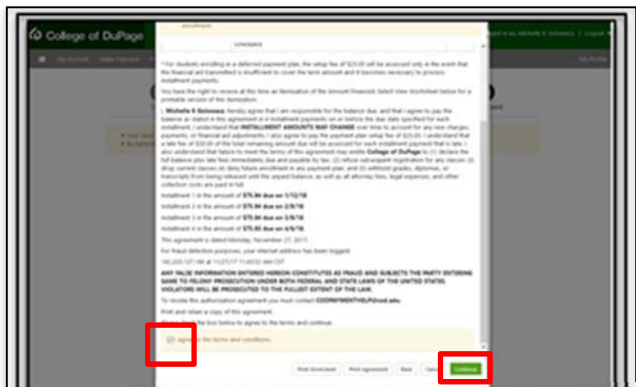 enrollment.
College of DuPage
Logged in as: Michelle R
Logout
My Account Make Payment
My Profile
* For students enrolling in a deferred payment plan, the setup fee of $25.00 will be assessed only in the event that
the financial aid transmitted is insufficient to cover the term amount and it becomes necessary to process
installment payments.
You have the right to receive at this time an itemization of the Amount Financed. Select View Worksheet below for a
printable version of the itemization.
I, Michelle R hereby agree that I am responsible for the balance due, and that I agree to pay the
balance as stated in the agreement in 4 installment payments on or before the due date specified for each
installment. I understand that INSTALLMENT AMOUNTS MAY CHANGE over time to account for any new charges,
payments, or financial aid adjustments. I also agree to pay the payment plan setup fee of $25.00. I understand that
a late fee of $30.00 of the total remaining amount due will be assessed for each installment payment that is late. I
also understand that failure to meet the terms of this agreement may entitle College of DuPage to (1) declare the
full balance plus late fees immediately due and payable by law, (2) refuse subsequent registration for any classes (3)
drop current classes (4) deny future enrollment in any payment plan, and (5) withhold grades, diplomas, or
transcripts from being released until the unpaid balance, as well as all attorney fees, legal expenses, and other
collection costs are paid in full.
Installment 1 in the amount of $75.94 due on 1/12/18.
Installment 2 in the amount of $75.94 due on 2/9/18.
Installment 3 in the amount of $75.94 due on 3/9/18.
Installment 4 in the amount of $75.93 due on 4/6/18.
This agreement is dated Monday, November 27, 2017.
For fraud detection purposes, your internet address has been logged:
at 11/27/17 CST
ANY FALSE INFORMATION ENTERED HEREON CONSTITUTES AS FRAUD AND SUBJECTS THE PARTY ENTERING
SAME TO FELONY PROSECUTION UNDER BOTH FEDERAL AND STATE LAWS OF THE UNITED STATES.
VIOLATORS WILL BE PROSECUTED TO THE FULLEST EXTENT OF THE LAW.
To revoke this authorization agreement you must contact CODPAYMENTHELP@cod.edu.
Print and retain a copy of this agreement.
the box below to agree to the terms and continue.
I agree to the terms and conditions.
Print Worksheet Print Agreement Back Cancel Continue